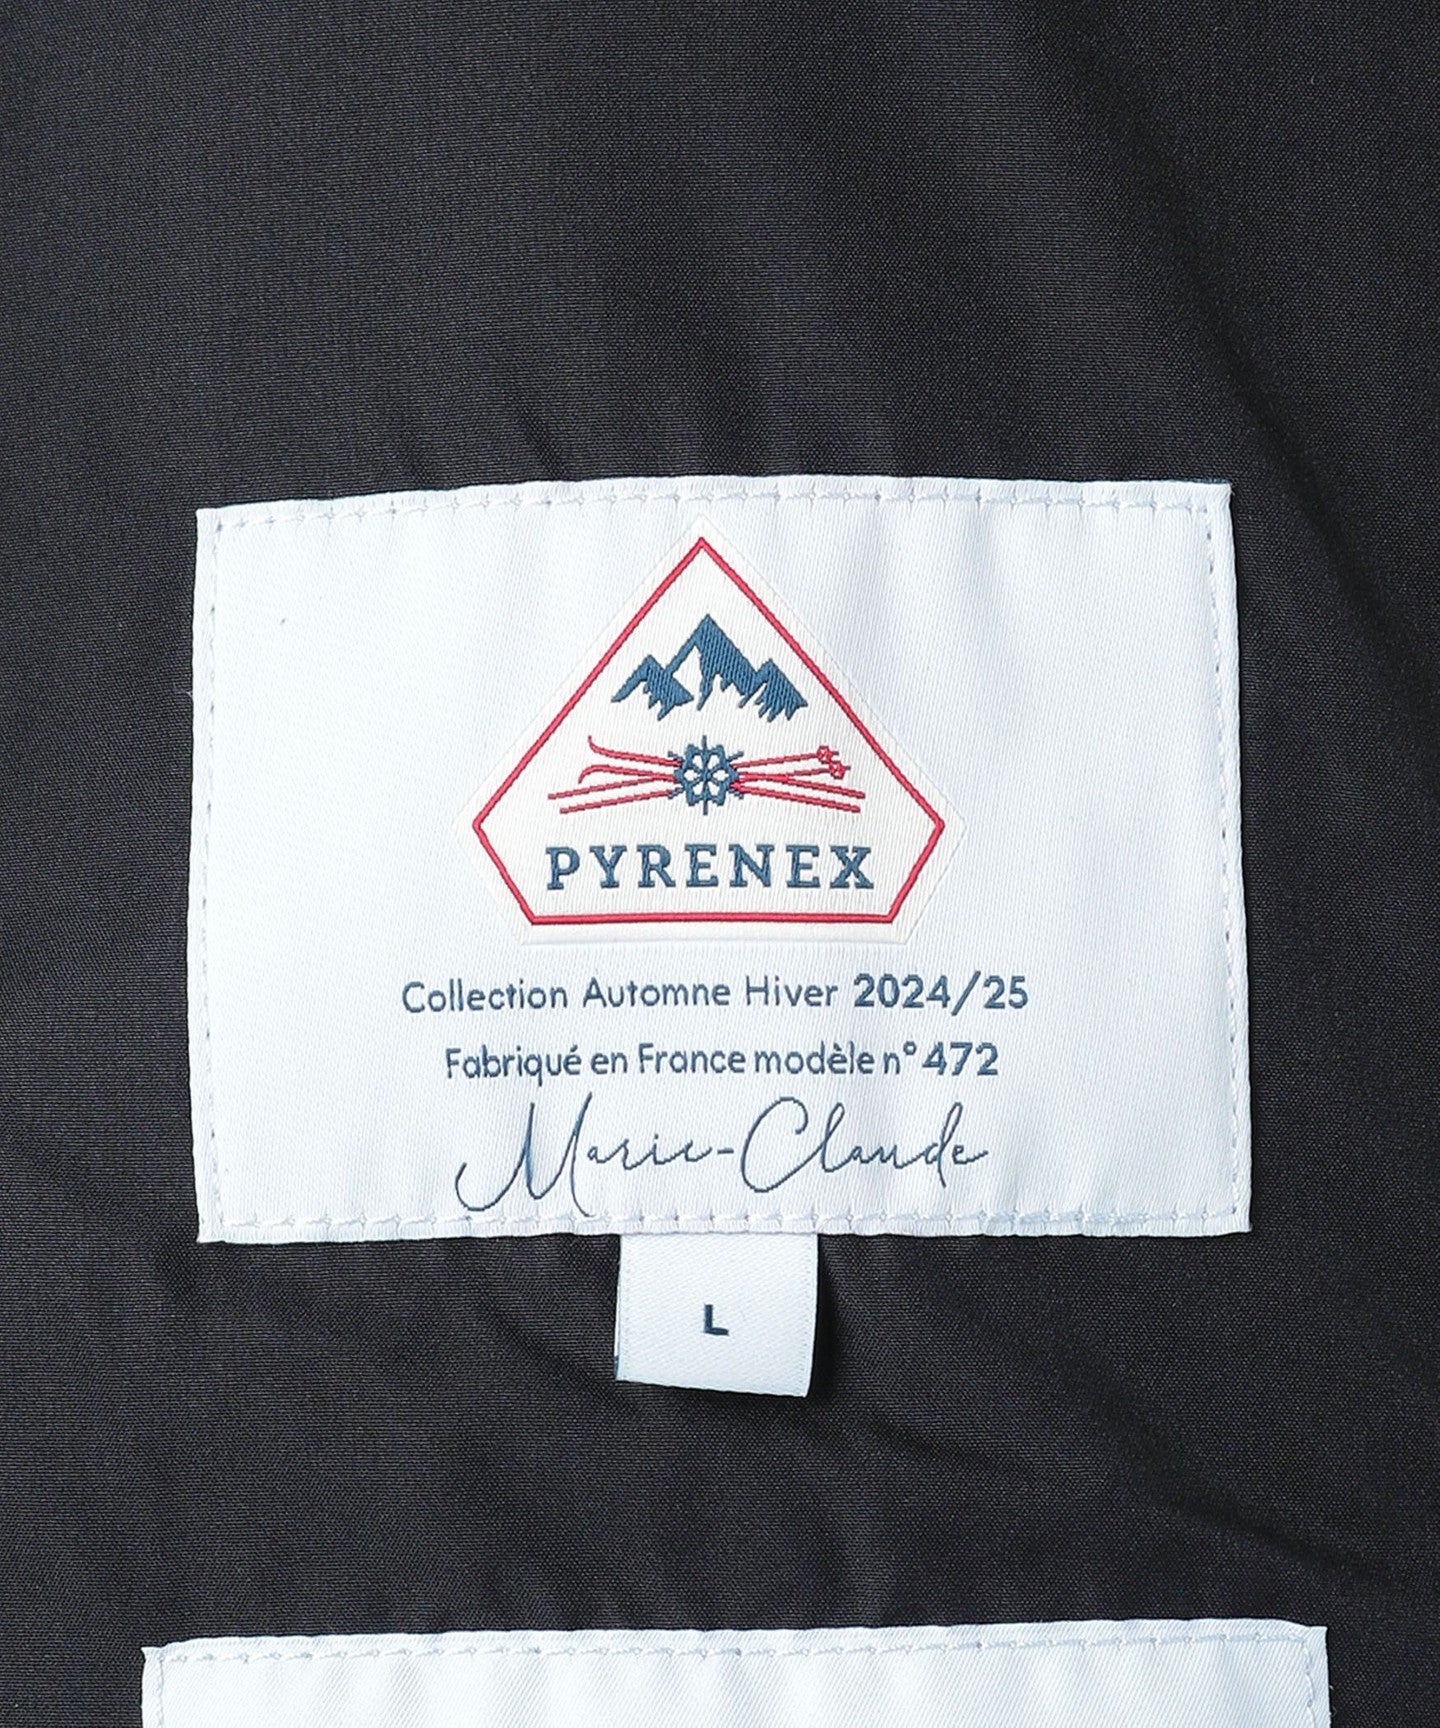 PYRENEX
Collection Automne Hiver 2024/25
Fabriqué en France modèle n° 472
Marie-Claude
L